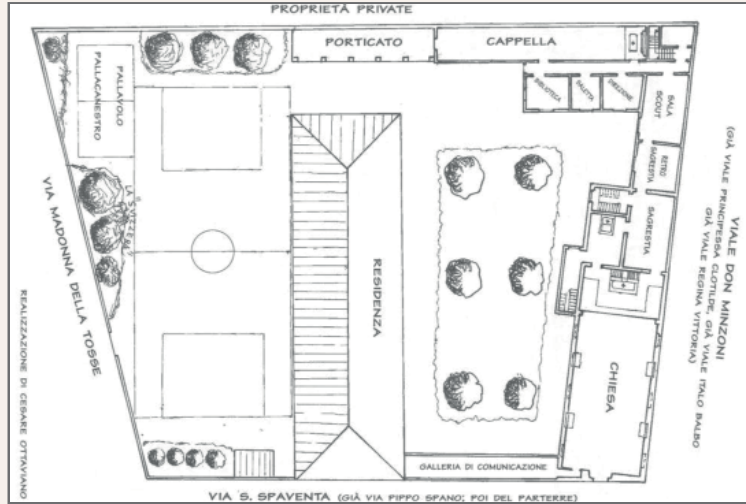 PROPRIETÀ PRIVATE
PORTICATO
CAPPELLA
PALLAVOLO
PALLACANESTRO
BIBLIOTECA
SALETTA
DIREZIONE
SALA
SCOUT
RETRO
SAGRESTIA
SAGRESTIA
LA SVIZZERA
RESIDENZA
CHIESA
GALLERIA DI COMUNICAZIONE
VIA MADONNA DELLA TOSSE
VIALE DON MINZONI
(GIÀ VIALE PRINCIPESSA CLOTILDE, GIÀ VIALE ITALO BALBO
GIÀ VIALE REGINA VITTORIA)
REALIZZAZIONE DI CESARE OTTAVIANO
VIA S. SPAVENTA (GIÀ VIA PIPPO SPANO; POI DEL PARTERRE)